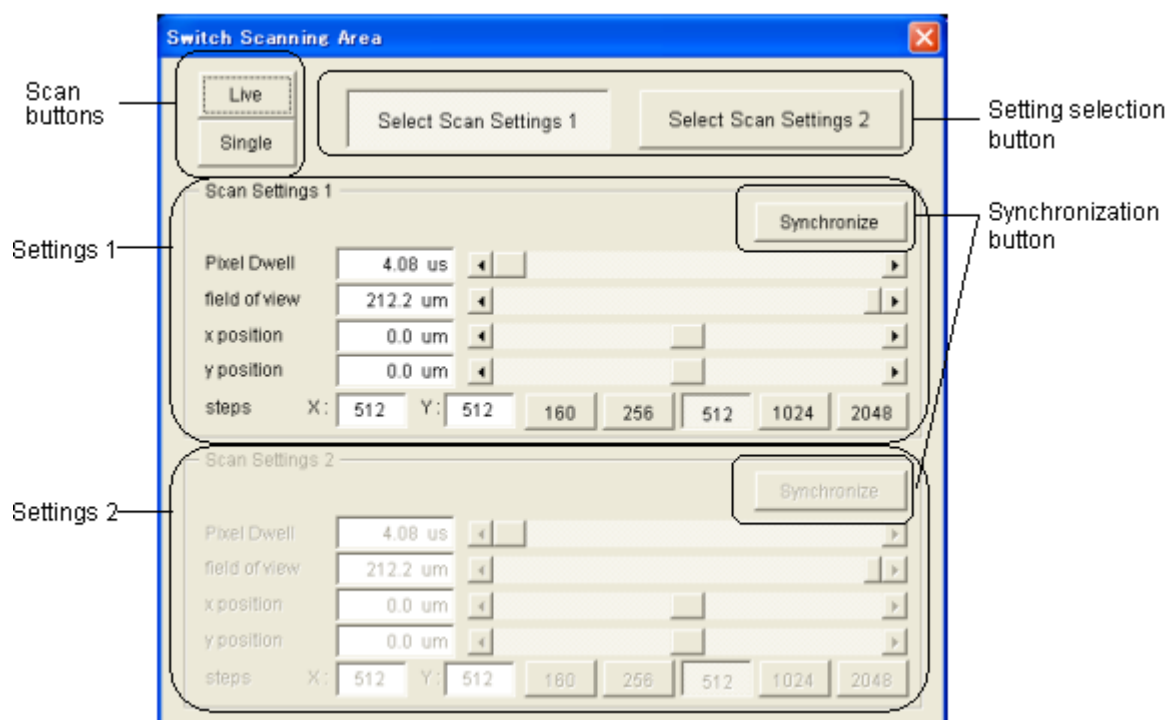 Switch Scanning Area
Scan
buttons
Live
Single
Select Scan Settings 1
Select Scan Settings 2
Setting selection
button
Scan Settings 1
Synchronize
Synchronization
button
Settings 1
Pixel Dwell 4.08 us
field of view 212.2 um
x position 0.0 um
y position 0.0 um
steps X: 512 Y: 512 160 256 512 1024 2048
Scan Settings 2
Synchronize
Settings 2
Pixel Dwell 4.08 us
field of view 212.2 um
x position 0.0 um
y position 0.0 um
steps X: 512 Y: 512 160 256 512 1024 2048